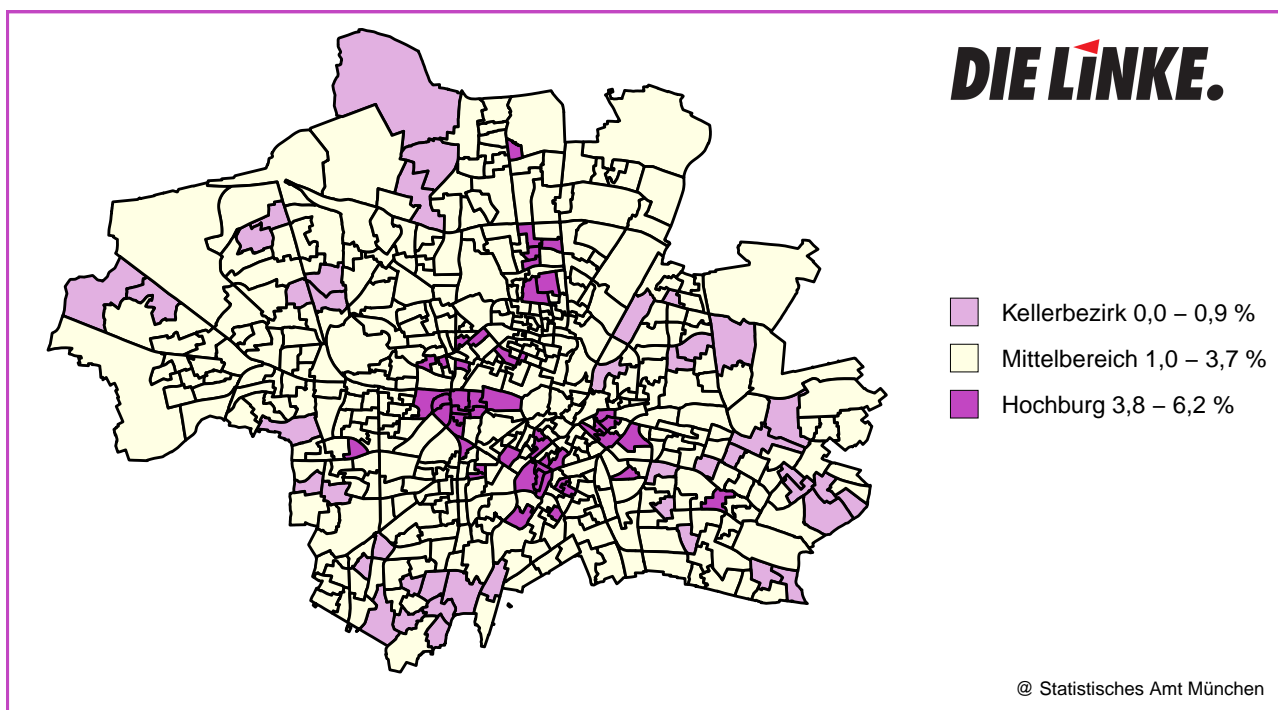 DIE LINKE.
Kellerbezirk 0,0 – 0,9 %
Mittelbereich 1,0 – 3,7 %
Hochburg 3,8 – 6,2 %
@ Statistisches Amt München